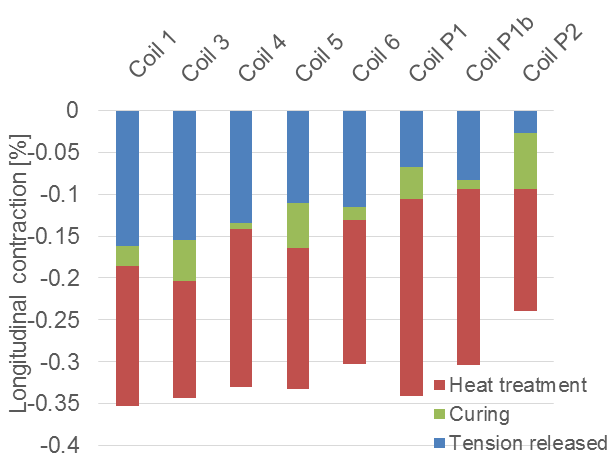 Coil 1
Coil 3
Coil 4
Coil 5
Coil 6
Coil P1
Coil P1b
Coil P2
Longitudinal contraction [%]
0
-0.05
-0.1
-0.15
-0.2
-0.25
-0.3
-0.35
-0.4
Heat treatment
Curing
Tension released